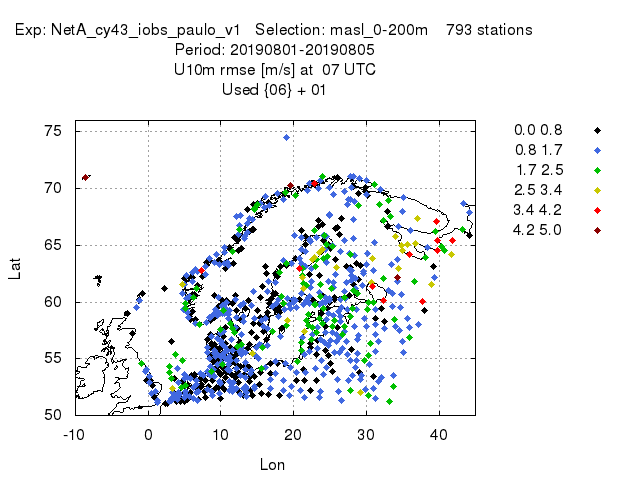 Exp: NetA_cy43_iobs_paulo_v1   Selection: masl_0-200m    793 stations
Period: 20190801-20190805
U10m rmse [m/s] at  07 UTC
Used {06} + 01
0.0 0.8
0.8 1.7
1.7 2.5
2.5 3.4
3.4 4.2
4.2 5.0
75
70
65
60
55
50
Lat
-10 0 10 20 30 40
Lon